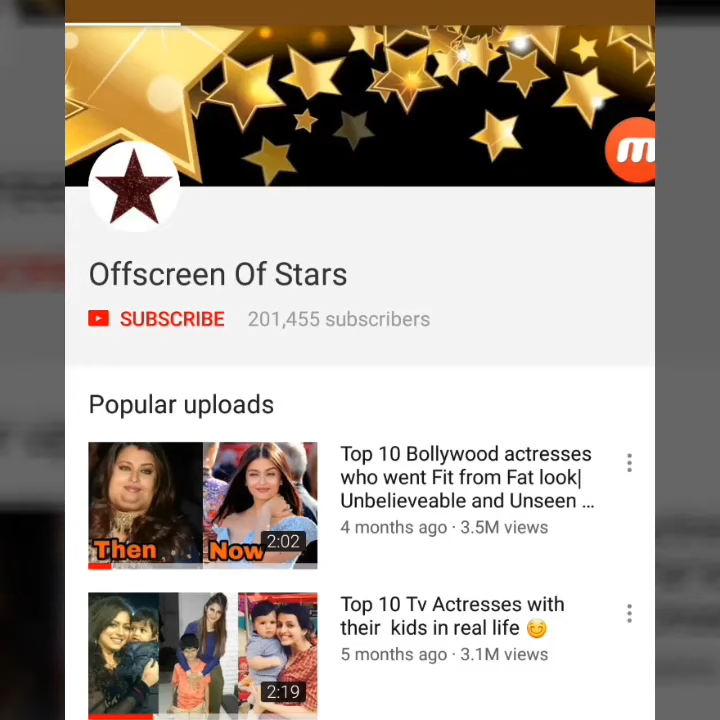 m
Offscreen Of Stars
SUBSCRIBE 201,455 subscribers
Popular uploads
Then Now 2:02
Top 10 Bollywood actresses
who went Fit from Fat look|
Unbelieveable and Unseen ...
4 months ago · 3.5M views
2:19
Top 10 Tv Actresses with
their kids in real life 😊
5 months ago · 3.1M views